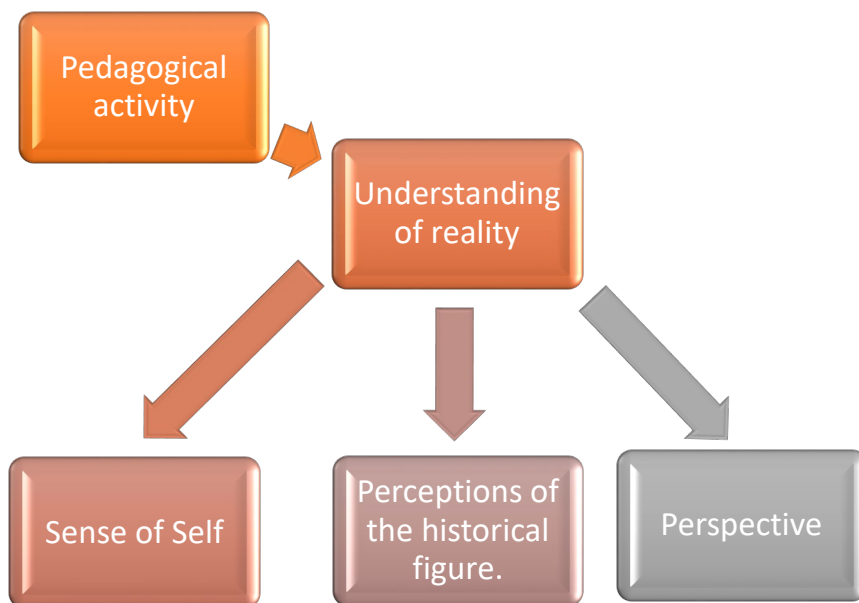 Pedagogical
activity
Understanding
of reality
Sense of Self
Perceptions of
the historical
figure.
Perspective